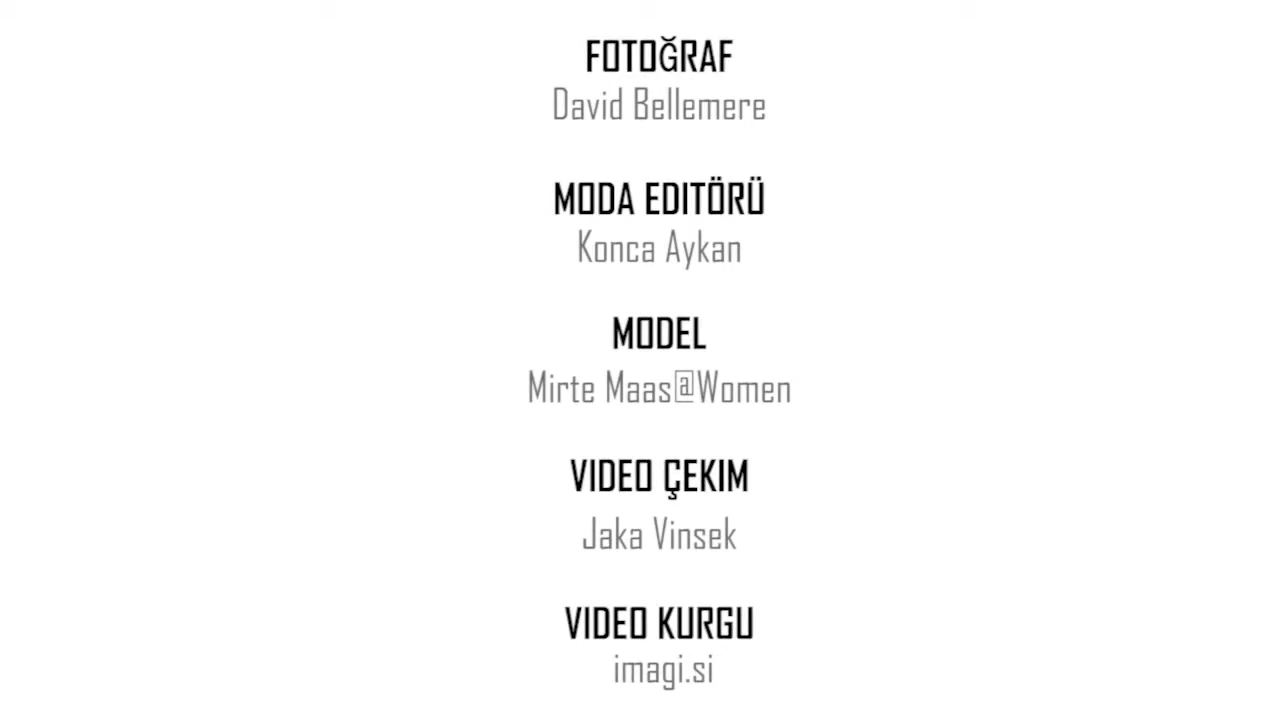 FOTOĞRAF
David Bellemere
MODA EDITÖRÜ
Konca Aykan
MODEL
Mirte Maas@Women
VIDEO ÇEKIM
Jaka Vinsek
VIDEO KURGU
imagi.si